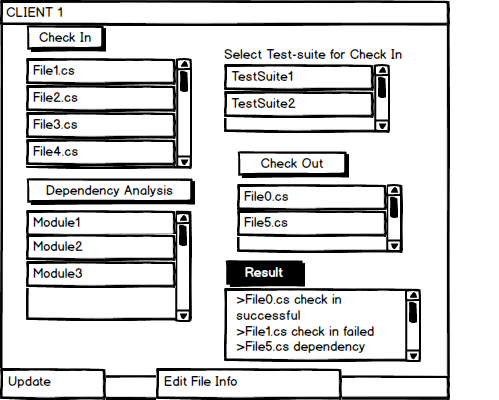 CLIENT 1
Check In
File1.cs
File2.cs
File3.cs
File4.cs
Select Test-suite for Check In
TestSuite1
TestSuite2
Check Out
File0.cs
File5.cs
Dependency Analysis
Module1
Module2
Module3
Result
>File0.cs check in
successful
>File1.cs check in failed
>File5.cs dependency
Update
Edit File Info